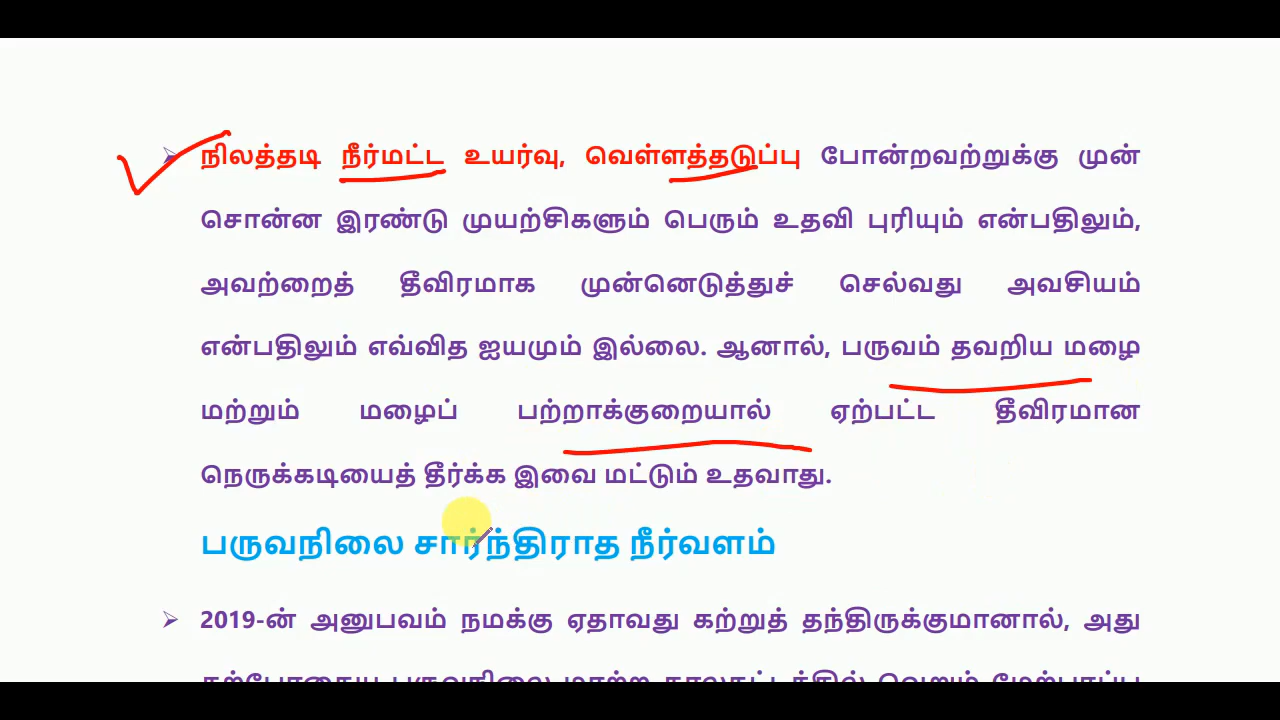 நிலத்தடி நீர்மட்ட உயர்வு, வெள்ளத்தடுப்பு போன்றவற்றுக்கு முன்
சொன்ன இரண்டு முயற்சிகளும் பெரும் உதவி புரியும் என்பதிலும்,
அவற்றைத் தீவிரமாக முன்னெடுத்துச் செல்வது அவசியம்
என்பதிலும் எவ்வித ஐயமும் இல்லை. ஆனால், பருவம் தவறிய மழை
மற்றும் மழைப் பற்றாக்குறையால் ஏற்பட்ட தீவிரமான
நெருக்கடியைத் தீர்க்க இவை மட்டும் உதவாது.
பருவநிலை சார்ந்திராத நீர்வளம்
2019-ன் அனுபவம் நமக்கு ஏதாவது கற்றுத் தந்திருக்குமானால், அது